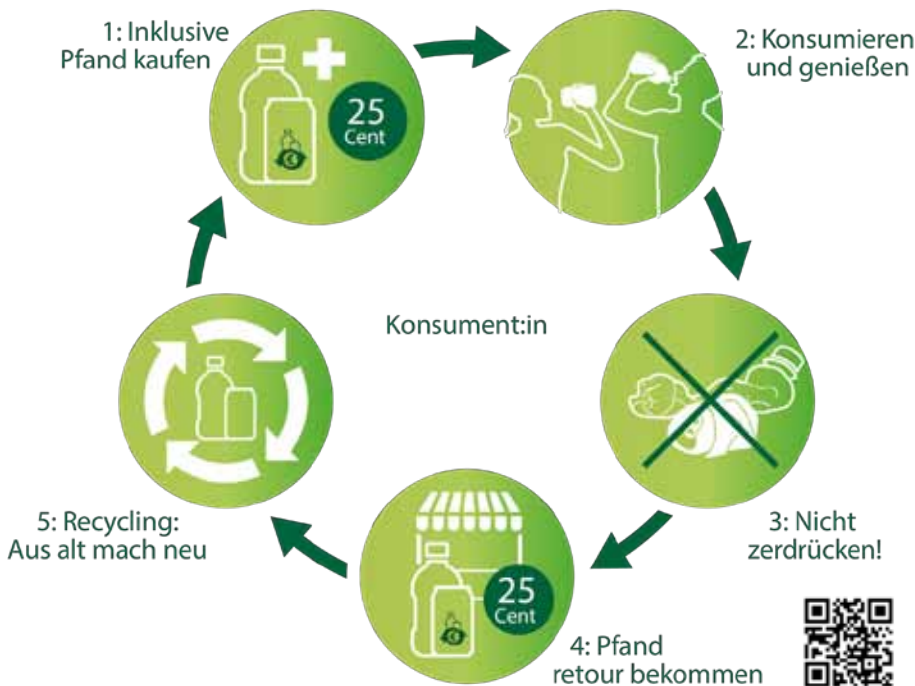 1: Inklusive
Pfand kaufen
25
Cent
2: Konsumieren
und genießen
Konsument:in
3: Nicht
zerdrücken!
25
Cent
4: Pfand
retour bekommen
5: Recycling:
Aus alt mach neu